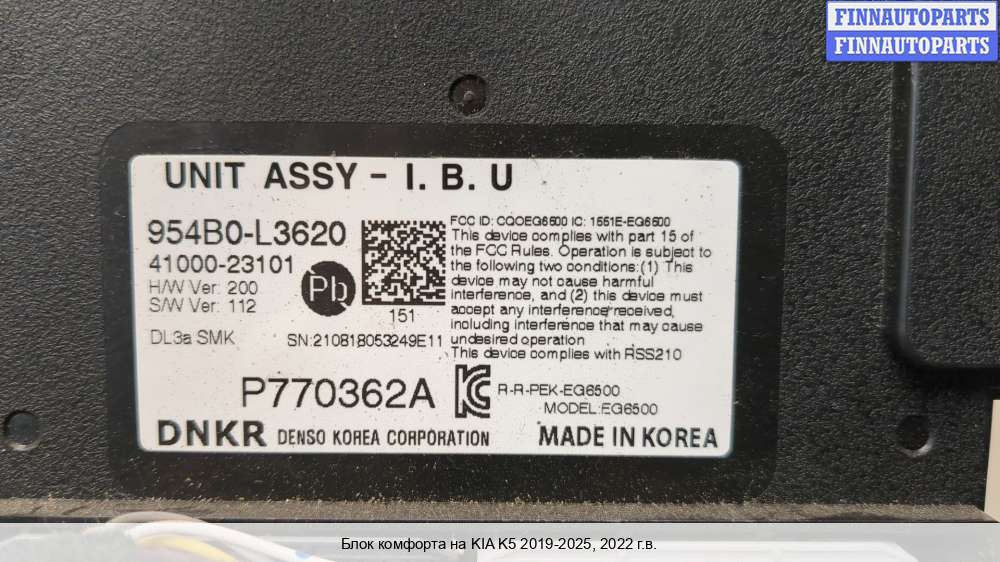 FINNAUTOPARTS
FINNAUTOPARTS
UNIT ASSY - I. B. U
954B0-L3620
41000-23101
H/W Ver: 200
S/W Ver: 112
DL3a SMK
Pb
151
SN:210818053249E11
FCC ID: CQOEG6500 IC: 1551E-EG6500
This device complies with part 15 of
the FCC Rules. Operation is subject to
the following two conditions:(1) This
device may not cause harmful
interference, and (2) this device must
accept any interference received,
including interference that may cause
undesired operation
This device complies with RSS210
P770362A
R-R-PEK-EG6500
MODEL:EG6500
DNKR DENSO KOREA CORPORATION
MADE IN KOREA
Блок комфорта на KIA K5 2019-2025, 2022 г.в.